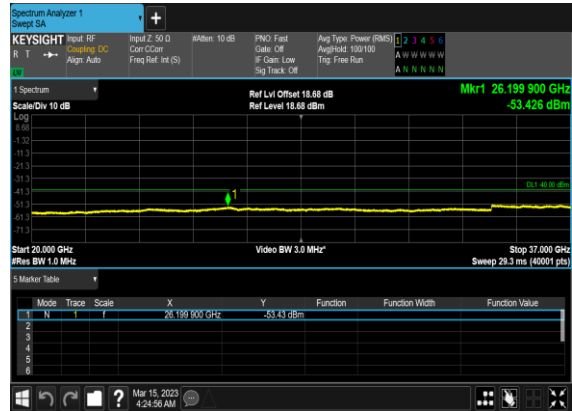 Spectrum Analyzer 1
Swept SA
+
KEYSIGHT Input: RF Input Z: 50 Ω #Atten: 10 dB PNO: Fast Avg Type: Power (RMS) 1 2 3 4 5 6
R T Coupling: DC Corr CCorr Gate: Off Avg|Hold: 100/100 A W W W W W
Align: Auto Freq Ref: Int (S) IF Gain: Low Trig: Free Run
LW Sig Track: Off A N N N N N
1 Spectrum Ref Lvl Offset 18.68 dB Mkr1 26.199 900 GHz
Scale/Div 10 dB Ref Level 18.68 dBm -53.426 dBm
Log
8.68
-1.32
-11.3
-21.3
-31.3
DL1 -40.00 dBm
-41.3
1
-51.3
-61.3
-71.3
Start 20.000 GHz Video BW 3.0 MHz* Stop 37.000 GHz
#Res BW 1.0 MHz Sweep 29.3 ms (40001 pts)
5 Marker Table
Mode Trace Scale X Y Function Function Width Function Value
1 N 1 f 26.199 900 GHz -53.43 dBm
2
3
4
5
6
? Mar 15, 2023
4:24:56 AM